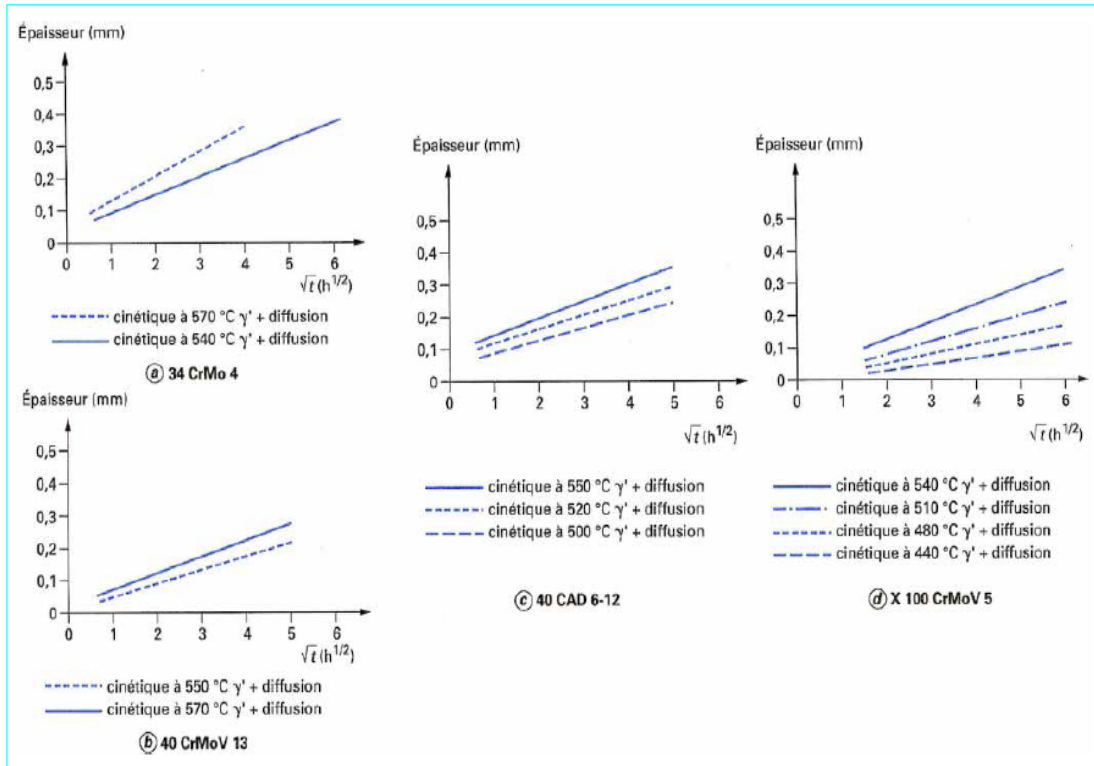 Épaisseur (mm)
0,5
0,4
0,3
0,2
0,1
0
0 1 2 3 4 5 6
√t (h^1/2)
cinétique à 570 °C γ' + diffusion
cinétique à 540 °C γ' + diffusion
a 34 CrMo 4
Épaisseur (mm)
0,5
0,4
0,3
0,2
0,1
0
0 1 2 3 4 5 6
√t (h^1/2)
cinétique à 550 °C γ' + diffusion
cinétique à 570 °C γ' + diffusion
b 40 CrMoV 13
Épaisseur (mm)
0,5
0,4
0,3
0,2
0,1
0
0 1 2 3 4 5 6
√t (h^1/2)
cinétique à 550 °C γ' + diffusion
cinétique à 520 °C γ' + diffusion
cinétique à 500 °C γ' + diffusion
c 40 CAD 6-12
Épaisseur (mm)
0,5
0,4
0,3
0,2
0,1
0
0 1 2 3 4 5 6
√t (h^1/2)
cinétique à 540 °C γ' + diffusion
cinétique à 510 °C γ' + diffusion
cinétique à 480 °C γ' + diffusion
cinétique à 440 °C γ' + diffusion
d X 100 CrMoV 5